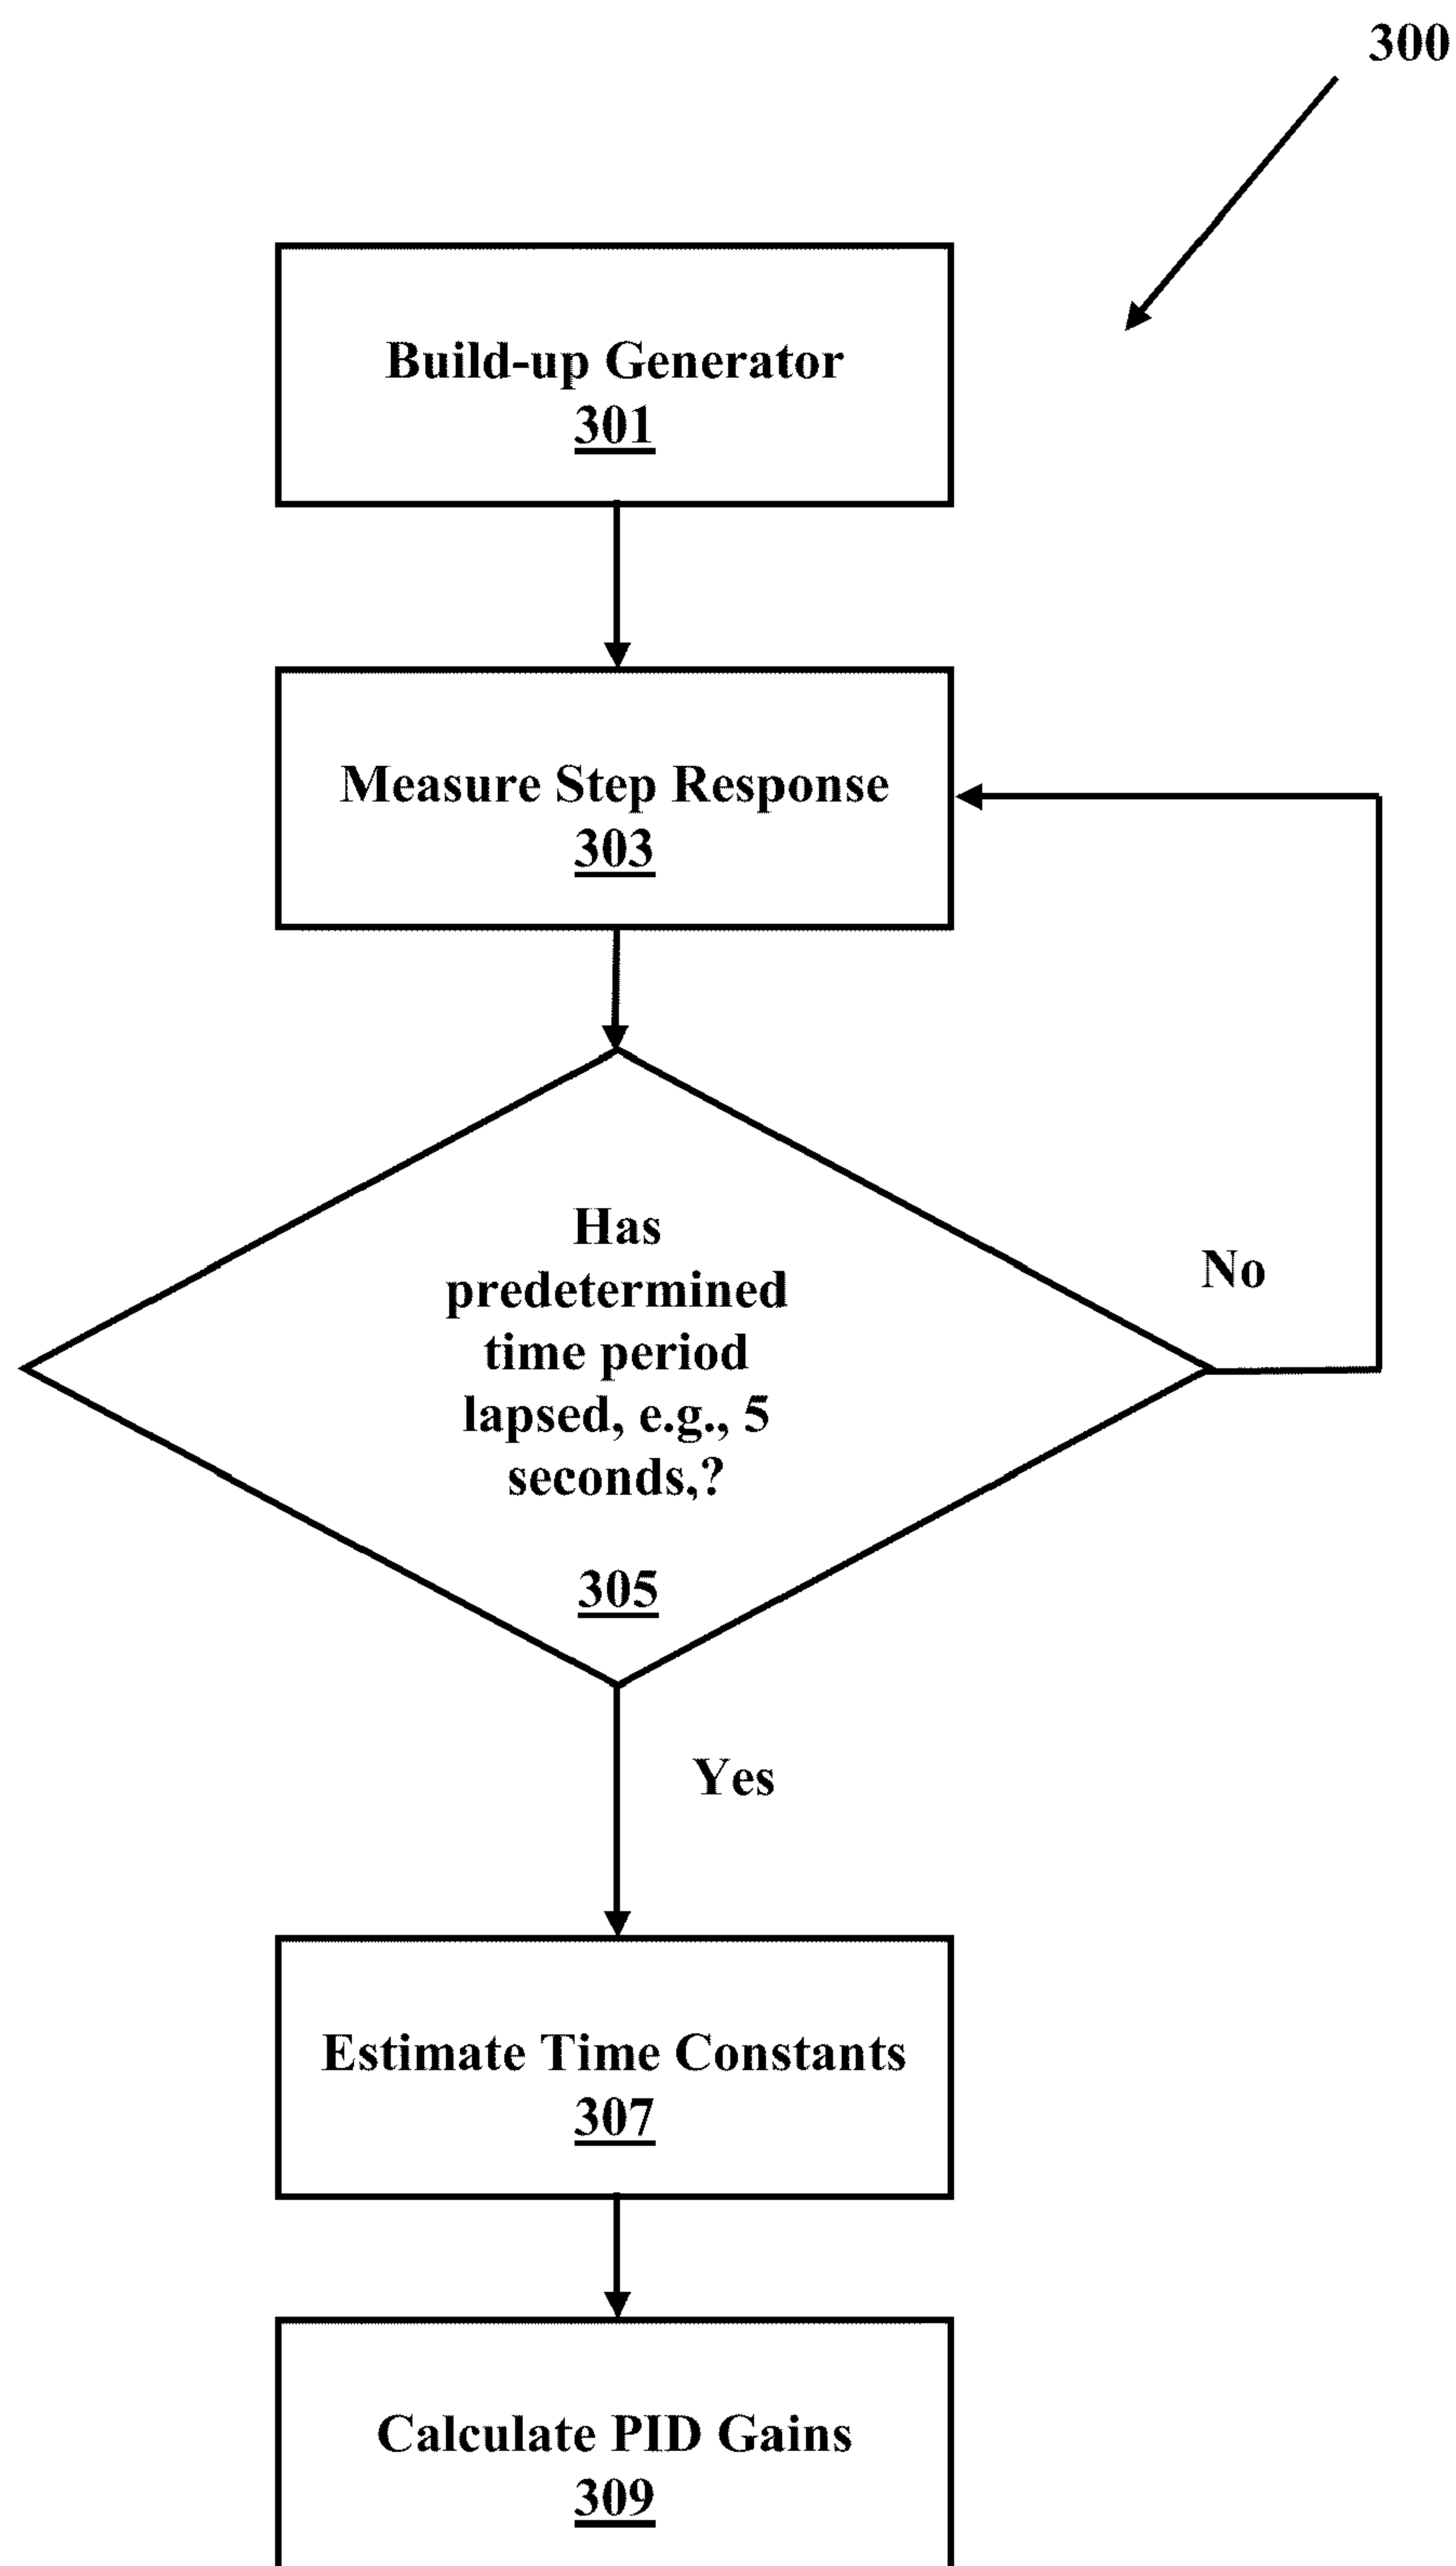 300
Build-up Generator
301
Measure Step Response
303
Has
predetermined
time period
lapsed, e.g., 5
seconds,?
305
No
Yes
Estimate Time Constants
307
Calculate PID Gains
309